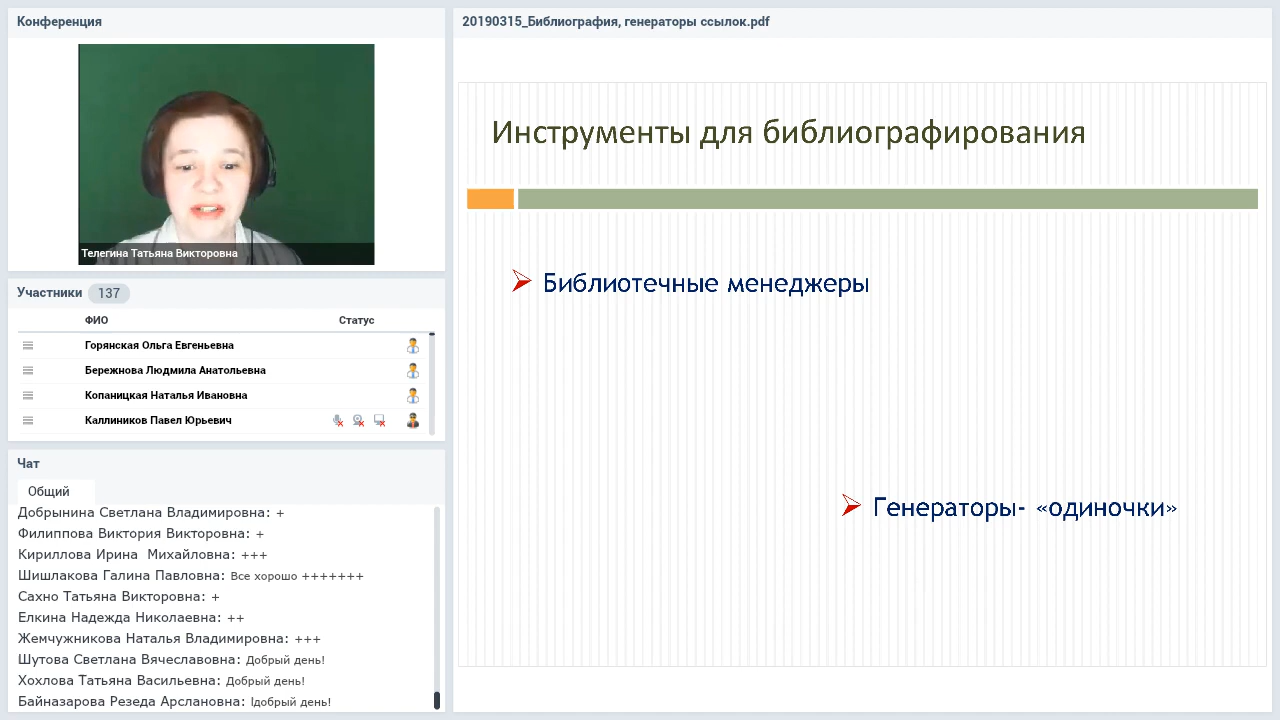 Конференция
Телегина Татьяна Викторовна
Участники 137
ФИО Статус
Горянская Ольга Евгеньевна
Бережнова Людмила Анатольевна
Копаницкая Наталья Ивановна
Каллиников Павел Юрьевич
Чат
Общий
Добрынина Светлана Владимировна: +
Филиппова Виктория Викторовна: +
Кириллова Ирина Михайловна: +++
Шишлакова Галина Павловна: Все хорошо +++++++
Сахно Татьяна Викторовна: +
Елкина Надежда Николаевна: ++
Жемчужникова Наталья Владимировна: +++
Шутова Светлана Вячеславовна: Добрый день!
Хохлова Татьяна Васильевна: Добрый день!
Байназарова Резеда Арслановна: !добрый день!
20190315_Библиография, генераторы ссылок.pdf
Инструменты для библиографирования
Библиотечные менеджеры
Генераторы- «одиночки»